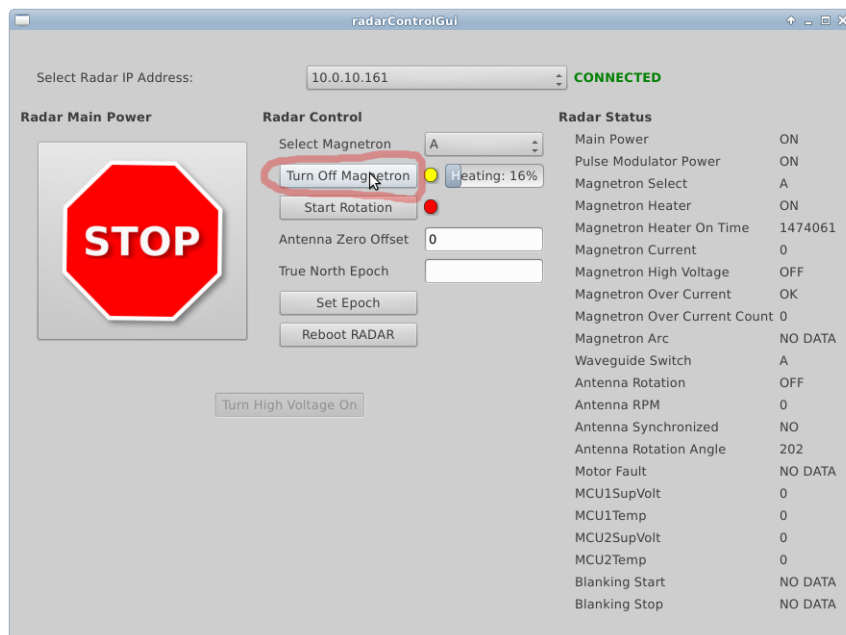 radarControlGui
Select Radar IP Address: 10.0.10.161 CONNECTED
Radar Main Power
STOP
Radar Control
Select Magnetron A
Turn Off Magnetron Heating: 16%
Start Rotation
Antenna Zero Offset 0
True North Epoch
Set Epoch
Reboot RADAR
Turn High Voltage On
Radar Status
Main Power ON
Pulse Modulator Power ON
Magnetron Select A
Magnetron Heater ON
Magnetron Heater On Time 1474061
Magnetron Current 0
Magnetron High Voltage OFF
Magnetron Over Current OK
Magnetron Over Current Count 0
Magnetron Arc NO DATA
Waveguide Switch A
Antenna Rotation OFF
Antenna RPM 0
Antenna Synchronized NO
Antenna Rotation Angle 202
Motor Fault NO DATA
MCU1SupVolt 0
MCU1Temp 0
MCU2SupVolt 0
MCU2Temp 0
Blanking Start NO DATA
Blanking Stop NO DATA